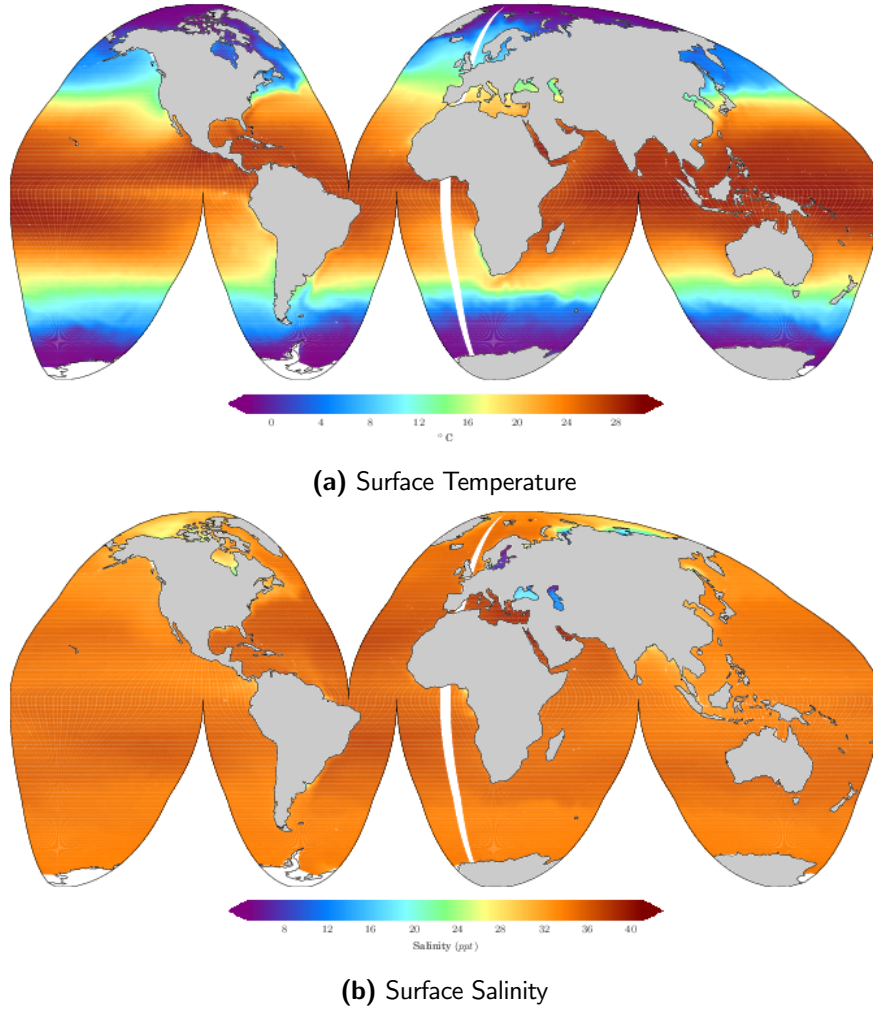 0 4 8 12 16 20 24 28
° C
(a) Surface Temperature
8 12 16 20 24 28 32 36 40
Salinity (ppt)
(b) Surface Salinity